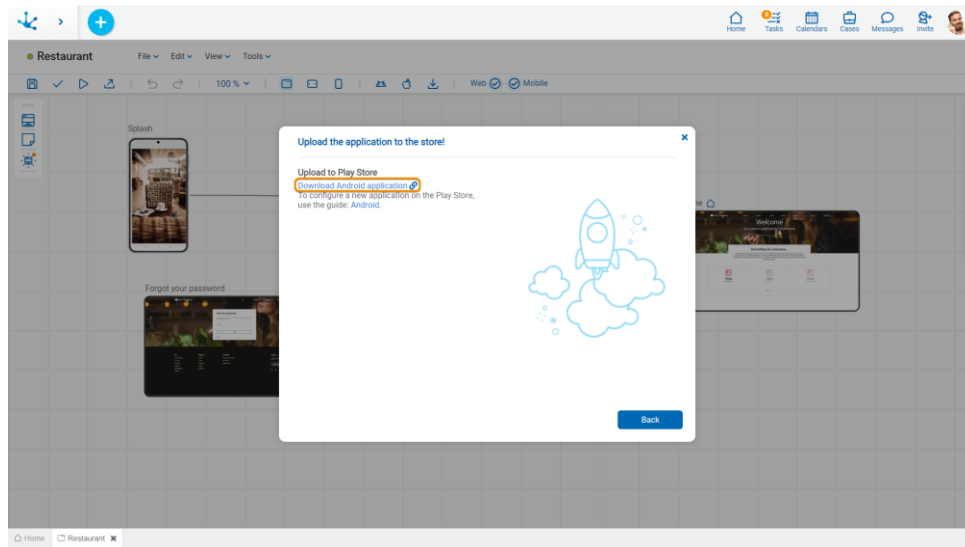 Home
Tasks
Calendars
Cases
Messages
Invite
Restaurant
File
Edit
View
Tools
100 %
Web
Mobile
Splash
Upload the application to the store!
Upload to Play Store
Download Android application
To configure a new application on the Play Store,
use the guide: Android.
Welcome
Forgot your password
Back
Home
Restaurant